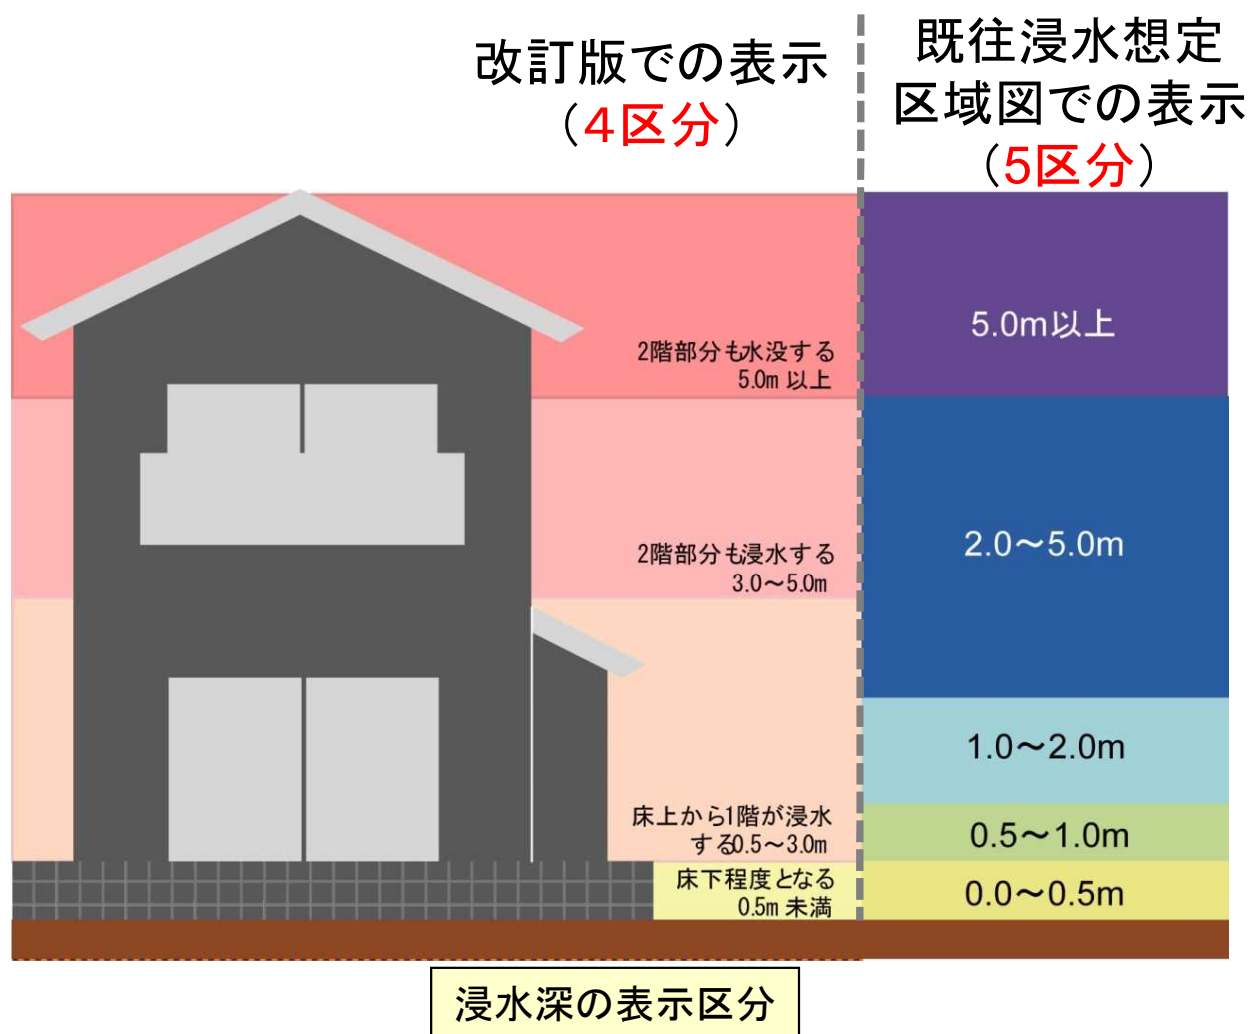 改訂版での表示
（4区分）
既往浸水想定
区域図での表示
（5区分）
2階部分も水没する
5.0m 以上
2階部分も浸水する
3.0～5.0m
床上から1階が浸水
する0.5～3.0m
床下程度となる
0.5m 未満
5.0m以上
2.0～5.0m
1.0～2.0m
0.5～1.0m
0.0～0.5m
浸水深の表示区分